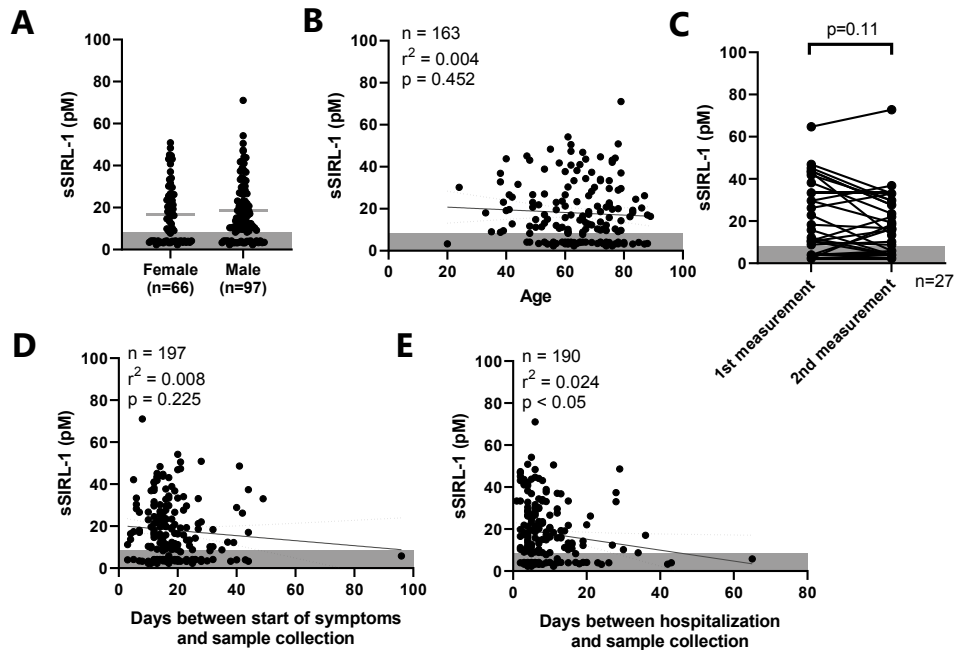 A
100
80
60
40
20
0
sSIRL-1 (pM)
Female
(n=66)
Male
(n=97)
B
n = 163
r² = 0.004
p = 0.452
100
80
60
40
20
0
sSIRL-1 (pM)
0 20 40 60 80 100
Age
C
p=0.11
100
80
60
40
20
0
sSIRL-1 (pM)
n=27
1st measurement
2nd measurement
D
n = 197
r² = 0.008
p = 0.225
100
80
60
40
20
0
sSIRL-1 (pM)
0 20 40 60 80 100
Days between start of symptoms
and sample collection
E
n = 190
r² = 0.024
p < 0.05
100
80
60
40
20
0
sSIRL-1 (pM)
0 20 40 60 80
Days between hospitalization
and sample collection